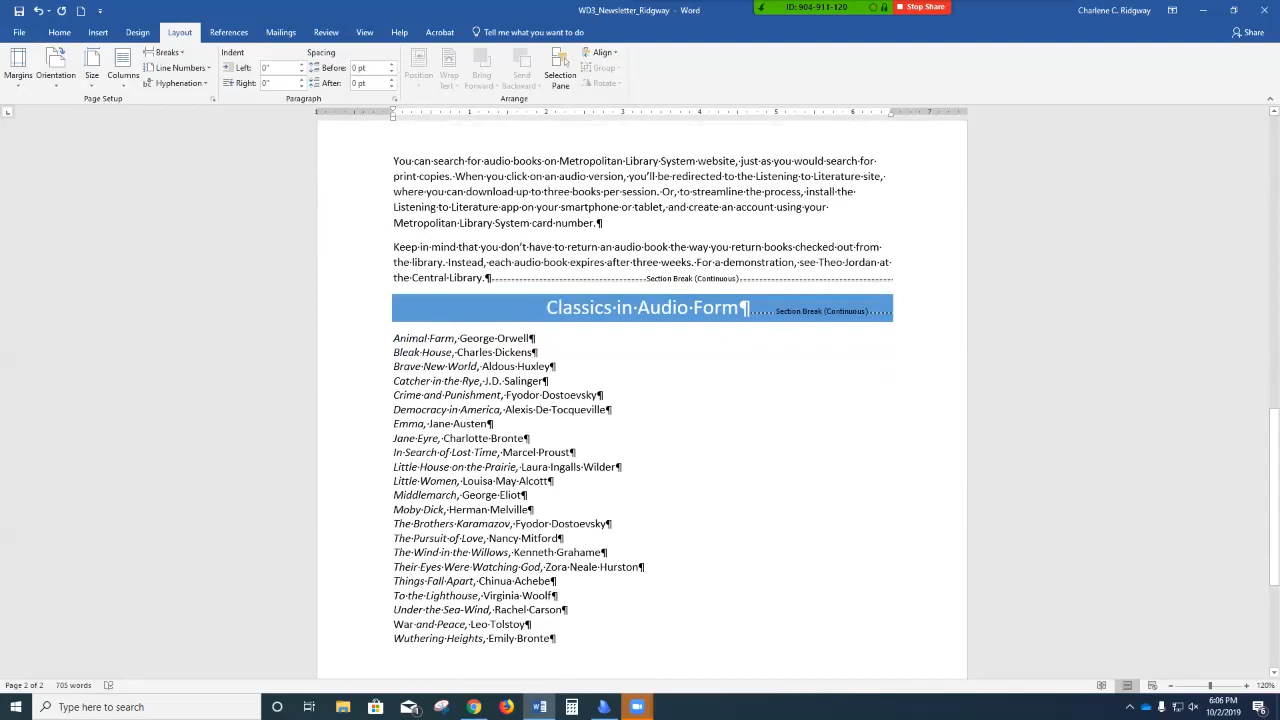 WD3_Newsletter_Ridgway - Word
ID: 904-911-120
Stop Share
Charlene C. Ridgway
File Home Insert Design Layout References Mailings Review View Help Acrobat Tell me what you want to do
Share
Margins Orientation Size Columns
Breaks
Line Numbers
Hyphenation
Page Setup
Indent Spacing
Left: 0" Before: 0 pt
Right: 0" After: 0 pt
Paragraph
Position Wrap Text Bring Forward Send Backward Selection Pane
Align
Group
Rotate
Arrange
1 1 2 3 4 5 6 7
You·can·search·for·audio·books·on·Metropolitan·Library·System·website,·just·as·you·would·search·for·
print·copies.·When·you·click·on·an·audio·version,·you'll·be·redirected·to·the·Listening·to·Literature·site,·
where·you·can·download·up·to·three·books·per·session.·Or,·to·streamline·the·process,·install·the·
Listening·to·Literature·app·on·your·smartphone·or·tablet,·and·create·an·account·using·your·
Metropolitan·Library·System·card·number.¶
Keep·in·mind·that·you·don't·have·to·return·an·audio·book·the·way·you·return·books·checked·out·from·
the·library.·Instead,·each·audio·book·expires·after·three·weeks.·For·a·demonstration,·see·Theo·Jordan·at·
the·Central·Library.¶ Section Break (Continuous)
Classics·in·Audio·Form¶ Section Break (Continuous)
Animal·Farm,·George·Orwell¶
Bleak·House,·Charles·Dickens¶
Brave·New·World,·Aldous·Huxley¶
Catcher·in·the·Rye,·J.D.·Salinger¶
Crime·and·Punishment,·Fyodor·Dostoevsky¶
Democracy·in·America,·Alexis·De·Tocqueville¶
Emma,·Jane·Austen¶
Jane·Eyre,·Charlotte·Bronte¶
In·Search·of·Lost·Time,·Marcel·Proust¶
Little·House·on·the·Prairie,·Laura·Ingalls·Wilder¶
Little·Women,·Louisa·May·Alcott¶
Middlemarch,·George·Eliot¶
Moby·Dick,·Herman·Melville¶
The·Brothers·Karamazov,·Fyodor·Dostoevsky¶
The·Pursuit·of·Love,·Nancy·Mitford¶
The·Wind·in·the·Willows,·Kenneth·Grahame¶
Their·Eyes·Were·Watching·God,·Zora·Neale·Hurston¶
Things·Fall·Apart,·Chinua·Achebe¶
To·the·Lighthouse,·Virginia·Woolf¶
Under·the·Sea-Wind,·Rachel·Carson¶
War·and·Peace,·Leo·Tolstoy¶
Wuthering·Heights,·Emily·Bronte¶
Page 2 of 2 705 words
120%
Type here to search
6:06 PM
10/2/2019